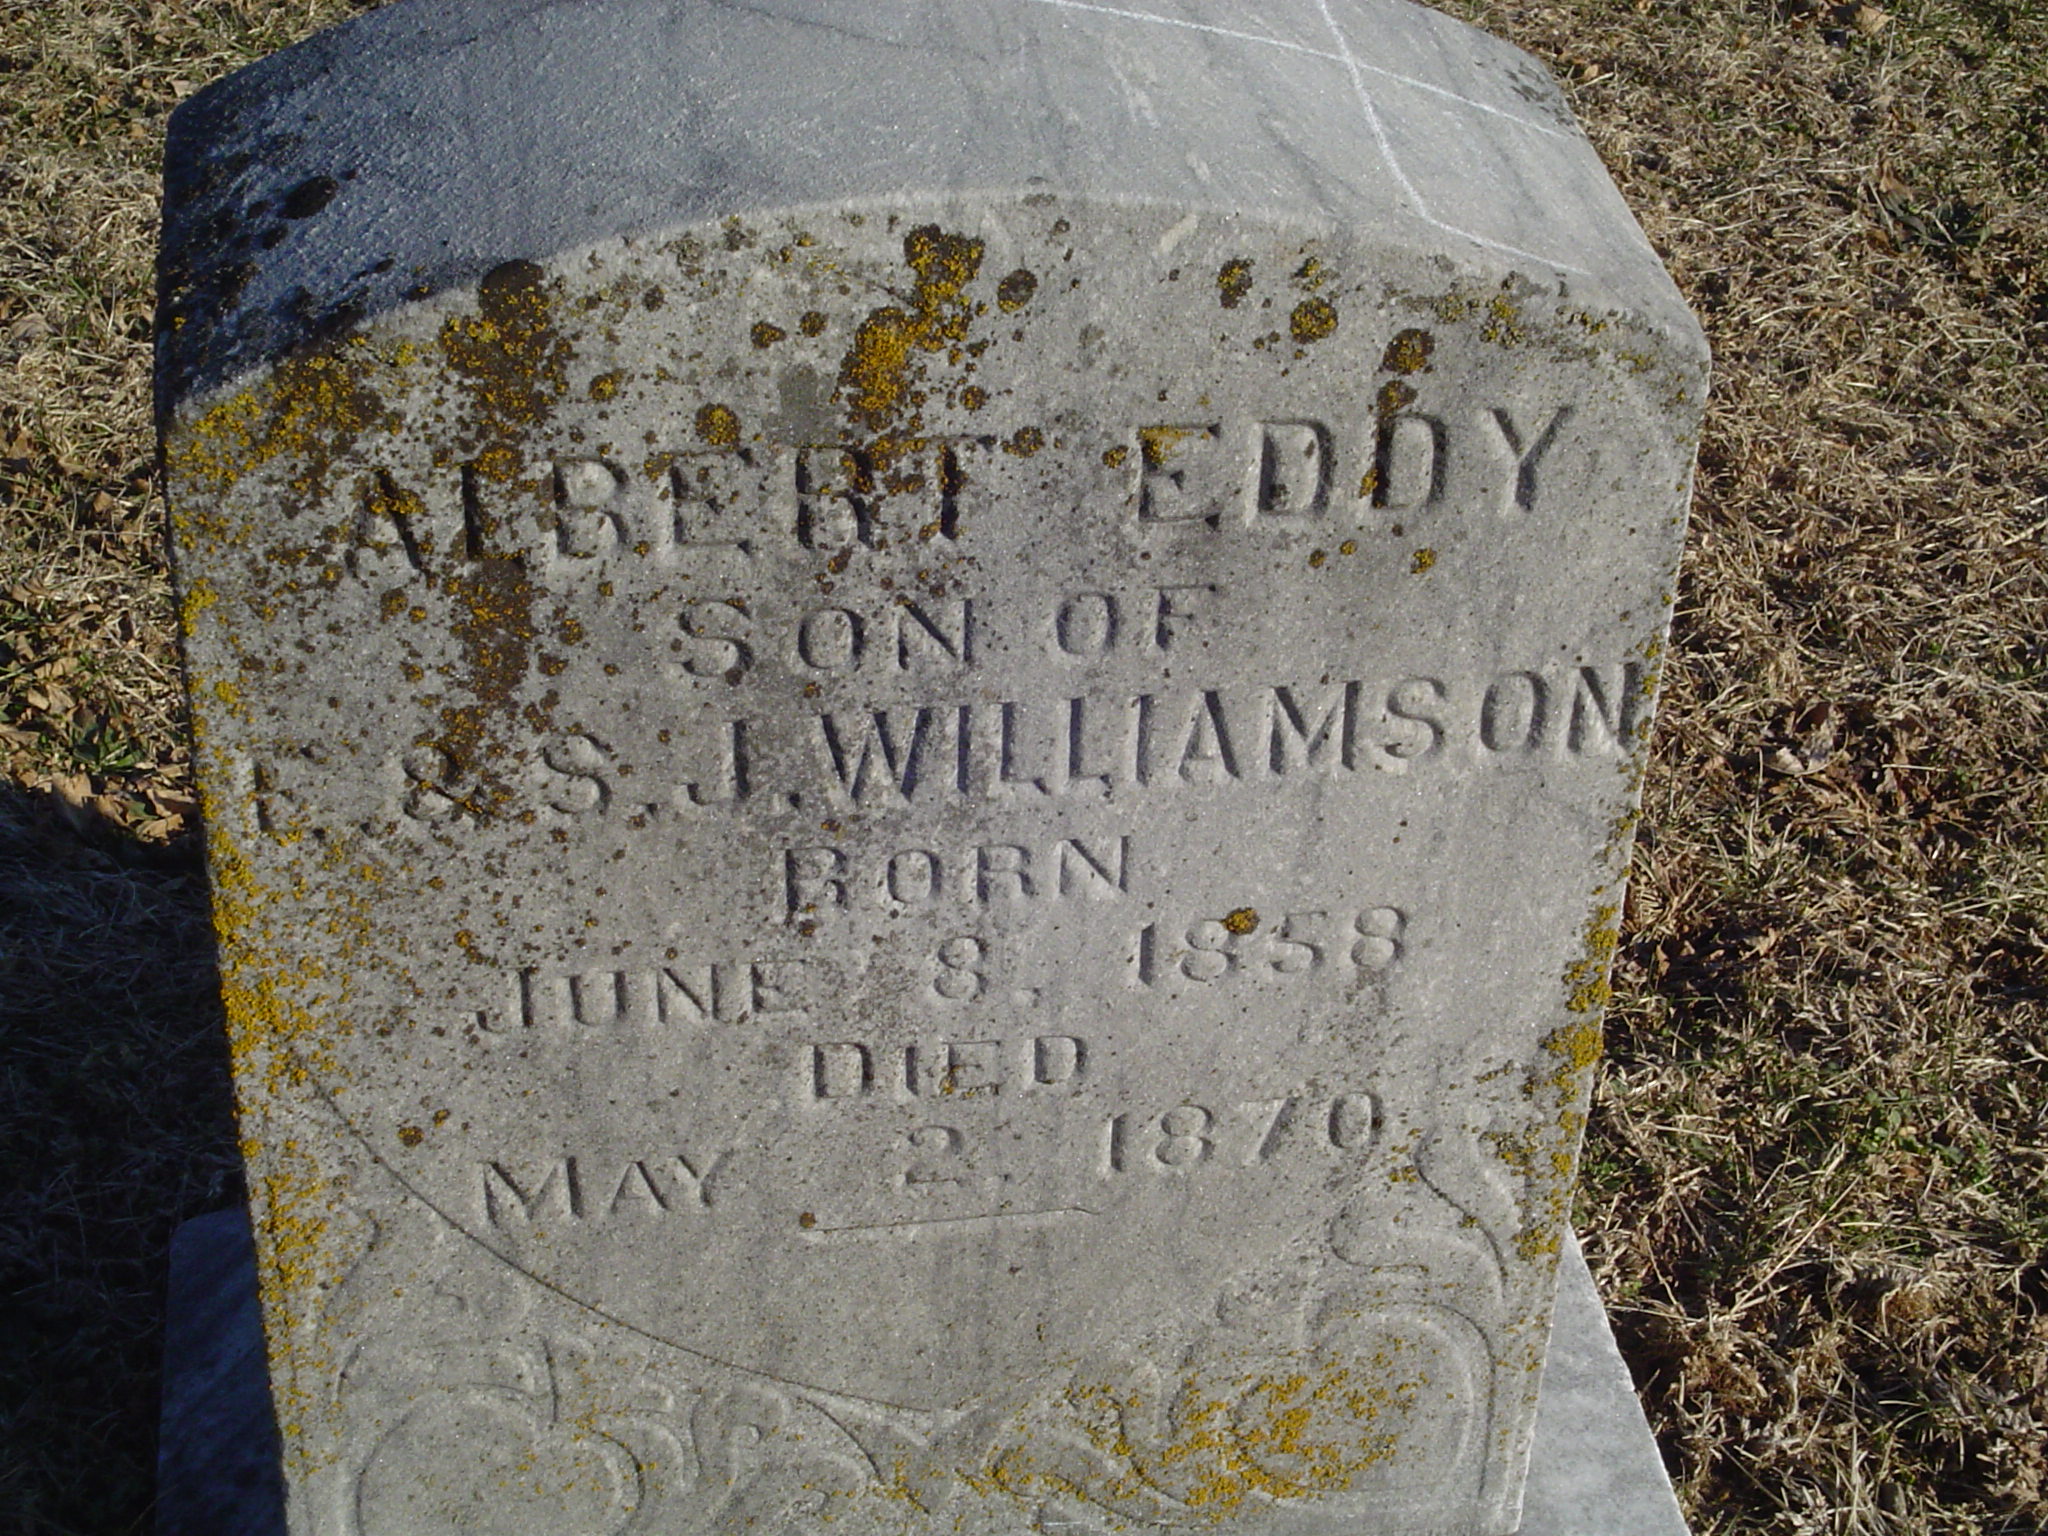 ALBERT EDDY
SON OF
& S. J. WILLIAMSON
BORN
JUNE 8, 1858
DIED
MAY 2, 1870